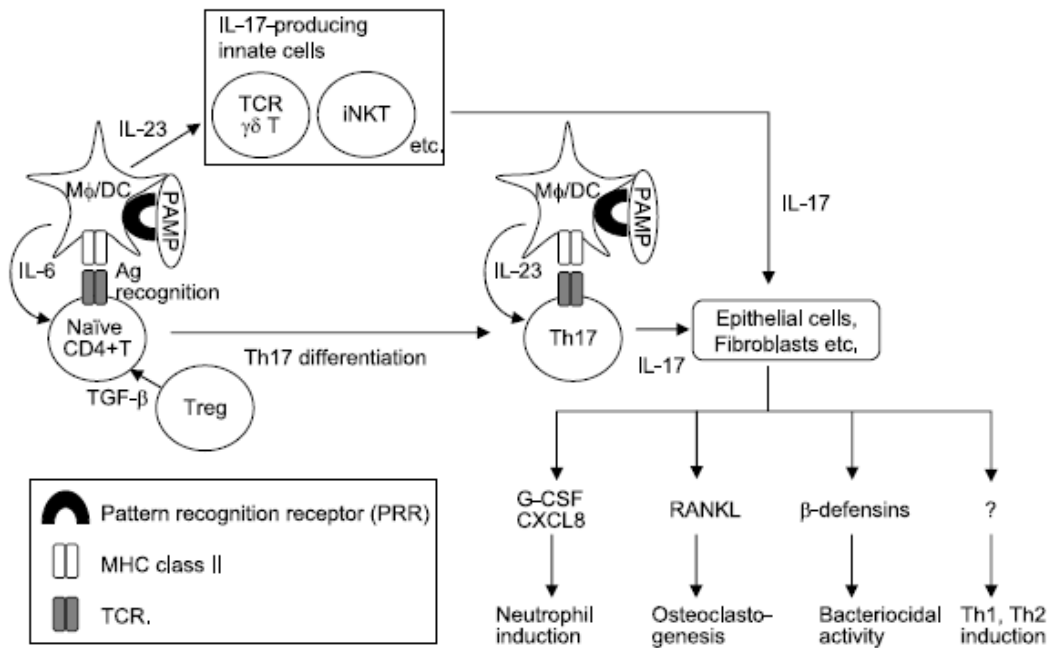 IL-17-producing
innate cells
TCR
γδ T
iNKT
etc.
IL-23
Mϕ/DC
PAMP
IL-6
Ag
recognition
Naïve
CD4+T
TGF-β
Treg
Th17 differentiation
Mϕ/DC
PAMP
IL-23
Th17
IL-17
IL-17
Epithelial cells,
Fibroblasts etc.
G-CSF
CXCL8
RANKL
β-defensins
?
Neutrophil
induction
Osteoclasto-
genesis
Bacteriocidal
activity
Th1, Th2
induction
Pattern recognition receptor (PRR)
MHC class II
TCR.